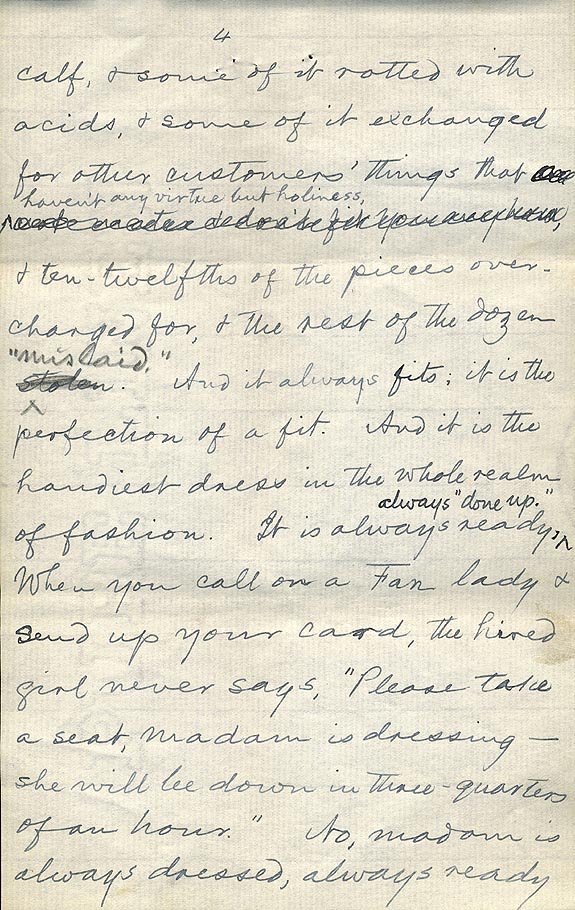 4
calf, & some of it rotted with
acids, & some of it exchanged
for other customers' things that
haven't any virtue but holiness,
& ten-twelfths of the pieces over-
charged for, & the rest of the dozen
"mislaid."
stolen. And it always fits; it is the
perfection of a fit. And it is the
handiest dress in the whole realm
always "done up."
of fashion. It is always ready,
When you call on a Fan lady &
send up your card, the hired
girl never says, "Please take
a seat, madam is dressing —
she will be down in three-quarters
of an hour." No, madam is
always dressed, always ready